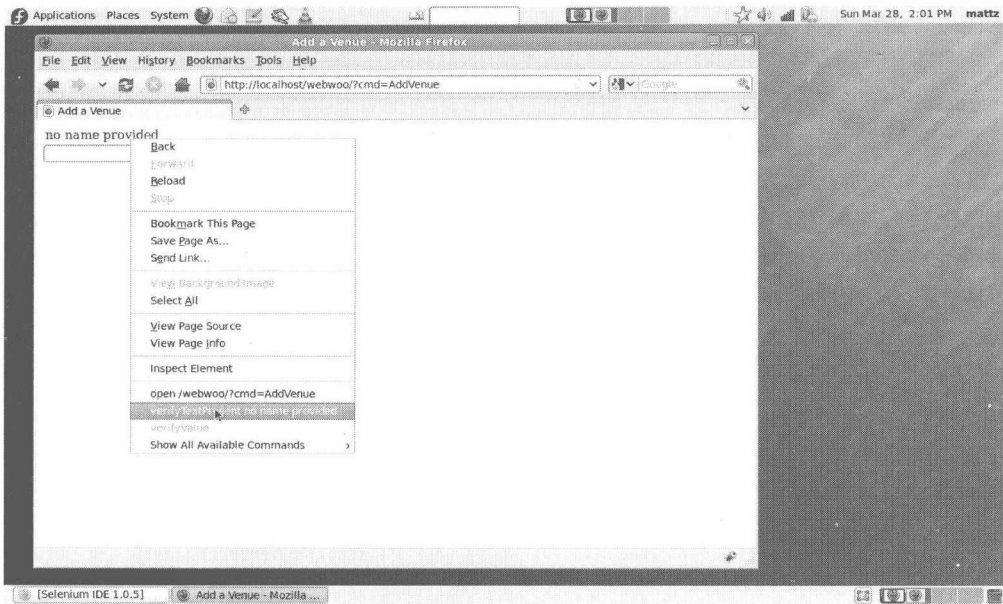 Applications Places System
Sun Mar 28, 2:01 PM mattz
Add a Venue - Mozilla Firefox
File Edit View History Bookmarks Tools Help
http://localhost/webwoo/?cmd=AddVenue
Google
Add a Venue
no name provided
Back
Forward
Reload
Stop
Bookmark This Page
Save Page As...
Send Link...
View Background Image
Select All
View Page Source
View Page Info
Inspect Element
open /webwoo/?cmd=AddVenue
verifyTextPresent no name provided
verifyValue
Show All Available Commands
[Selenium IDE 1.0.5]
Add a Venue - Mozilla ...